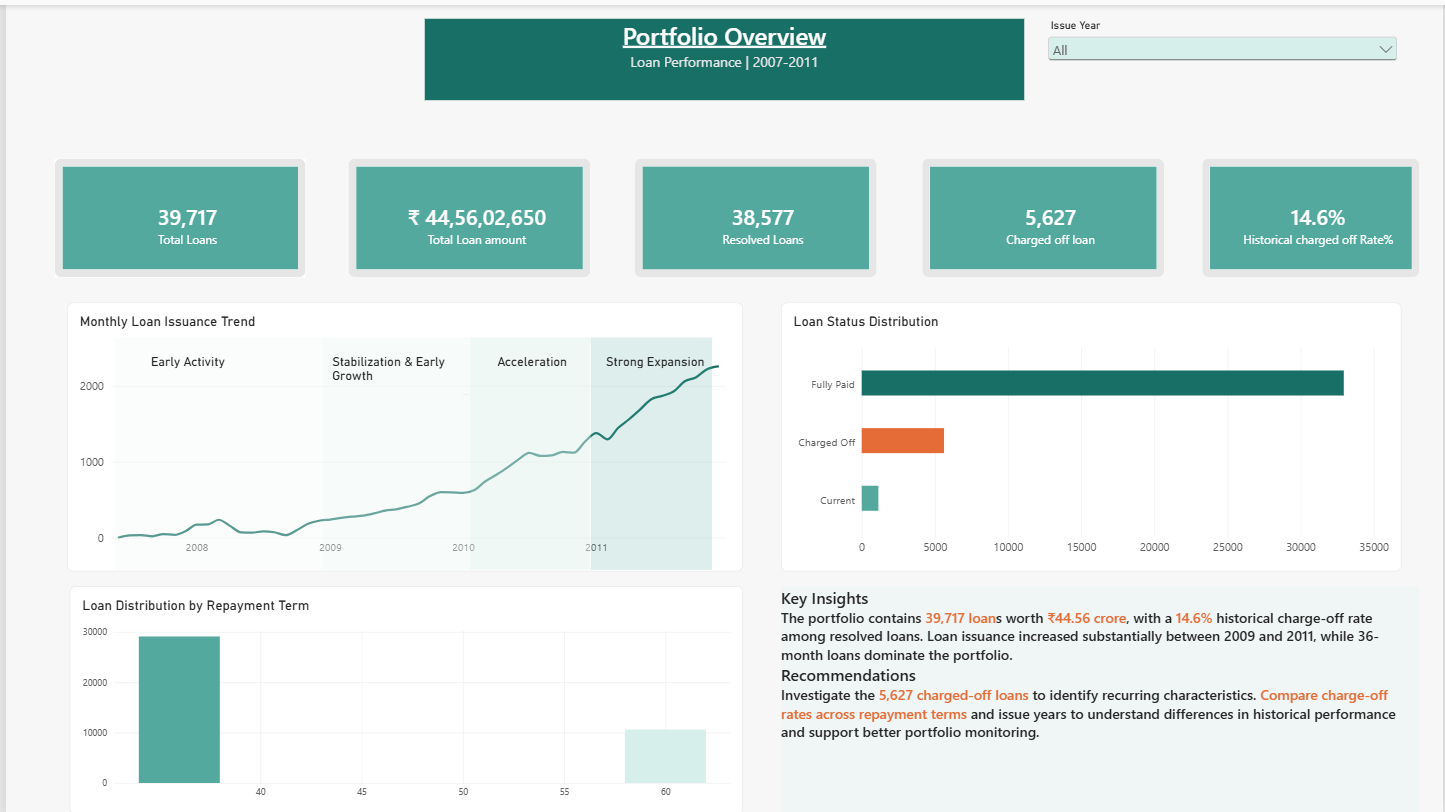 Portfolio Overview
Loan Performance | 2007-2011
Issue Year
All
39,717
Total Loans
₹ 44,56,02,650
Total Loan amount
38,577
Resolved Loans
5,627
Charged off loan
14.6%
Historical charged off Rate%
Monthly Loan Issuance Trend
Early Activity
Stabilization & Early
Growth
Acceleration
Strong Expansion
2000
1000
0
2008
2009
2010
2011
Loan Status Distribution
Fully Paid
Charged Off
Current
0
5000
10000
15000
20000
25000
30000
35000
Loan Distribution by Repayment Term
30000
20000
10000
0
40
45
50
55
60
Key Insights
The portfolio contains 39,717 loans worth ₹44.56 crore, with a 14.6% historical charge-off rate
among resolved loans. Loan issuance increased substantially between 2009 and 2011, while 36-
month loans dominate the portfolio.
Recommendations
Investigate the 5,627 charged-off loans to identify recurring characteristics. Compare charge-off
rates across repayment terms and issue years to understand differences in historical performance
and support better portfolio monitoring.